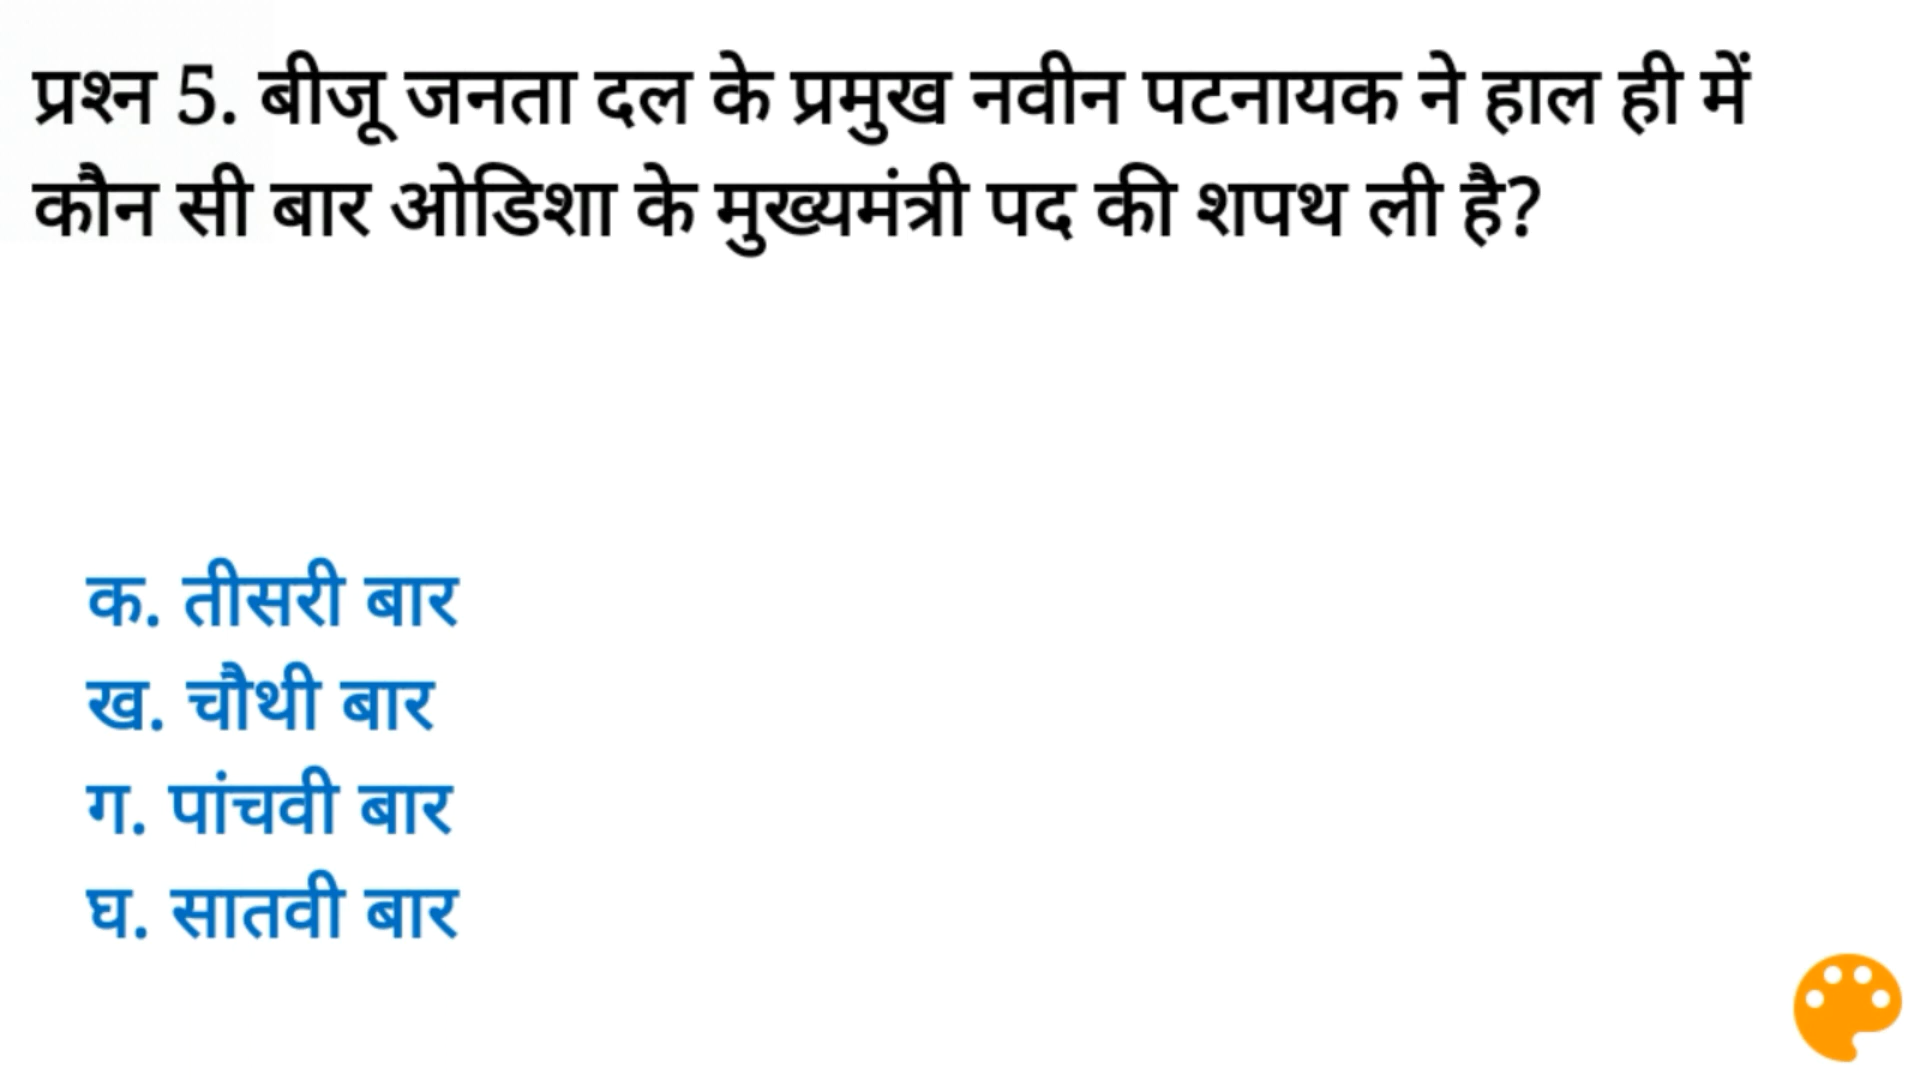 प्रश्न 5. बीजू जनता दल के प्रमुख नवीन पटनायक ने हाल ही में
कौन सी बार ओडिशा के मुख्यमंत्री पद की शपथ ली है?
क. तीसरी बार
ख. चौथी बार
ग. पांचवी बार
घ. सातवी बार